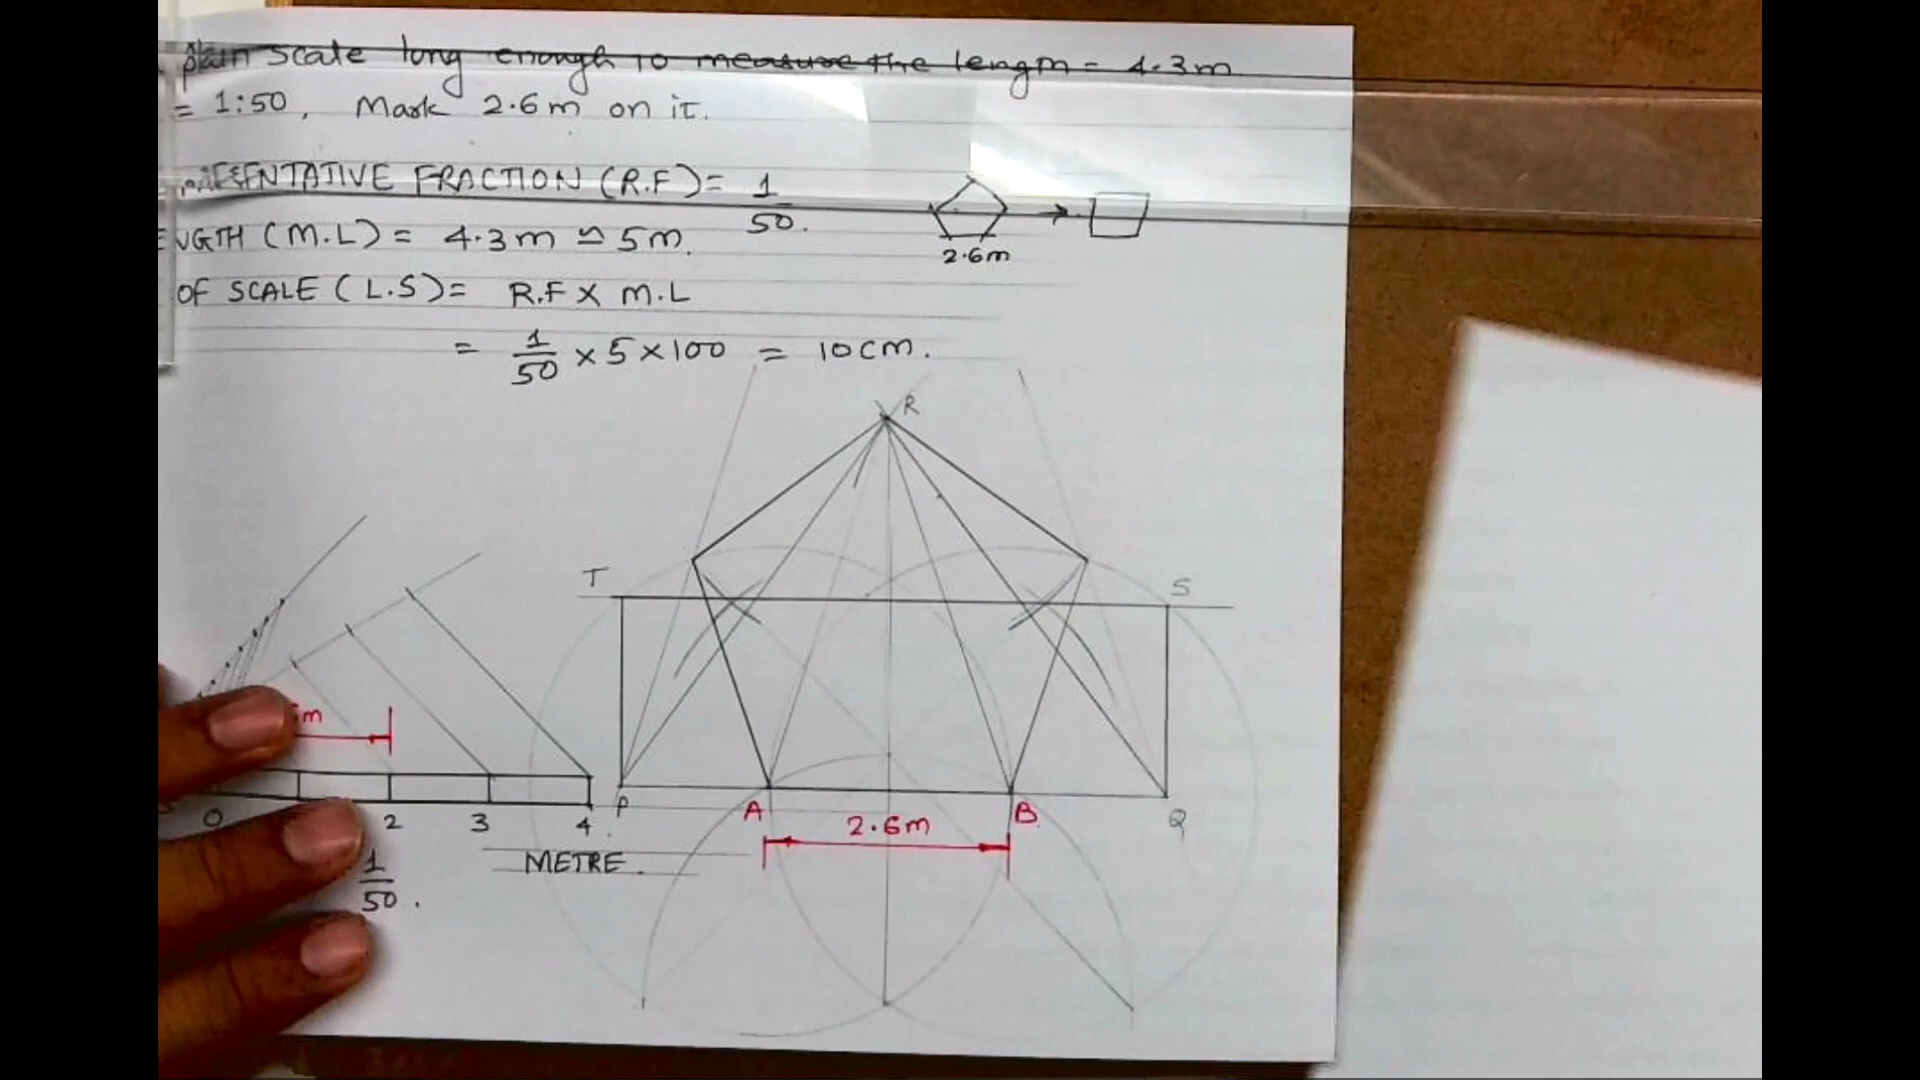 plain scale long enough to measure the length = 4.3m
= 1:50, Mark 2.6m on it.
RESENTATIVE FRACTION (R.F) = 1/50.
NGTH (M.L) = 4.3m ≃ 5m.
2.6m
OF SCALE (L.S) = R.F X M.L
= 1/50 x 5 x 100 = 10cm.
R
T
S
m
P
A
B
Q
0
2
3
4.
2.6m
METRE.
1/50.